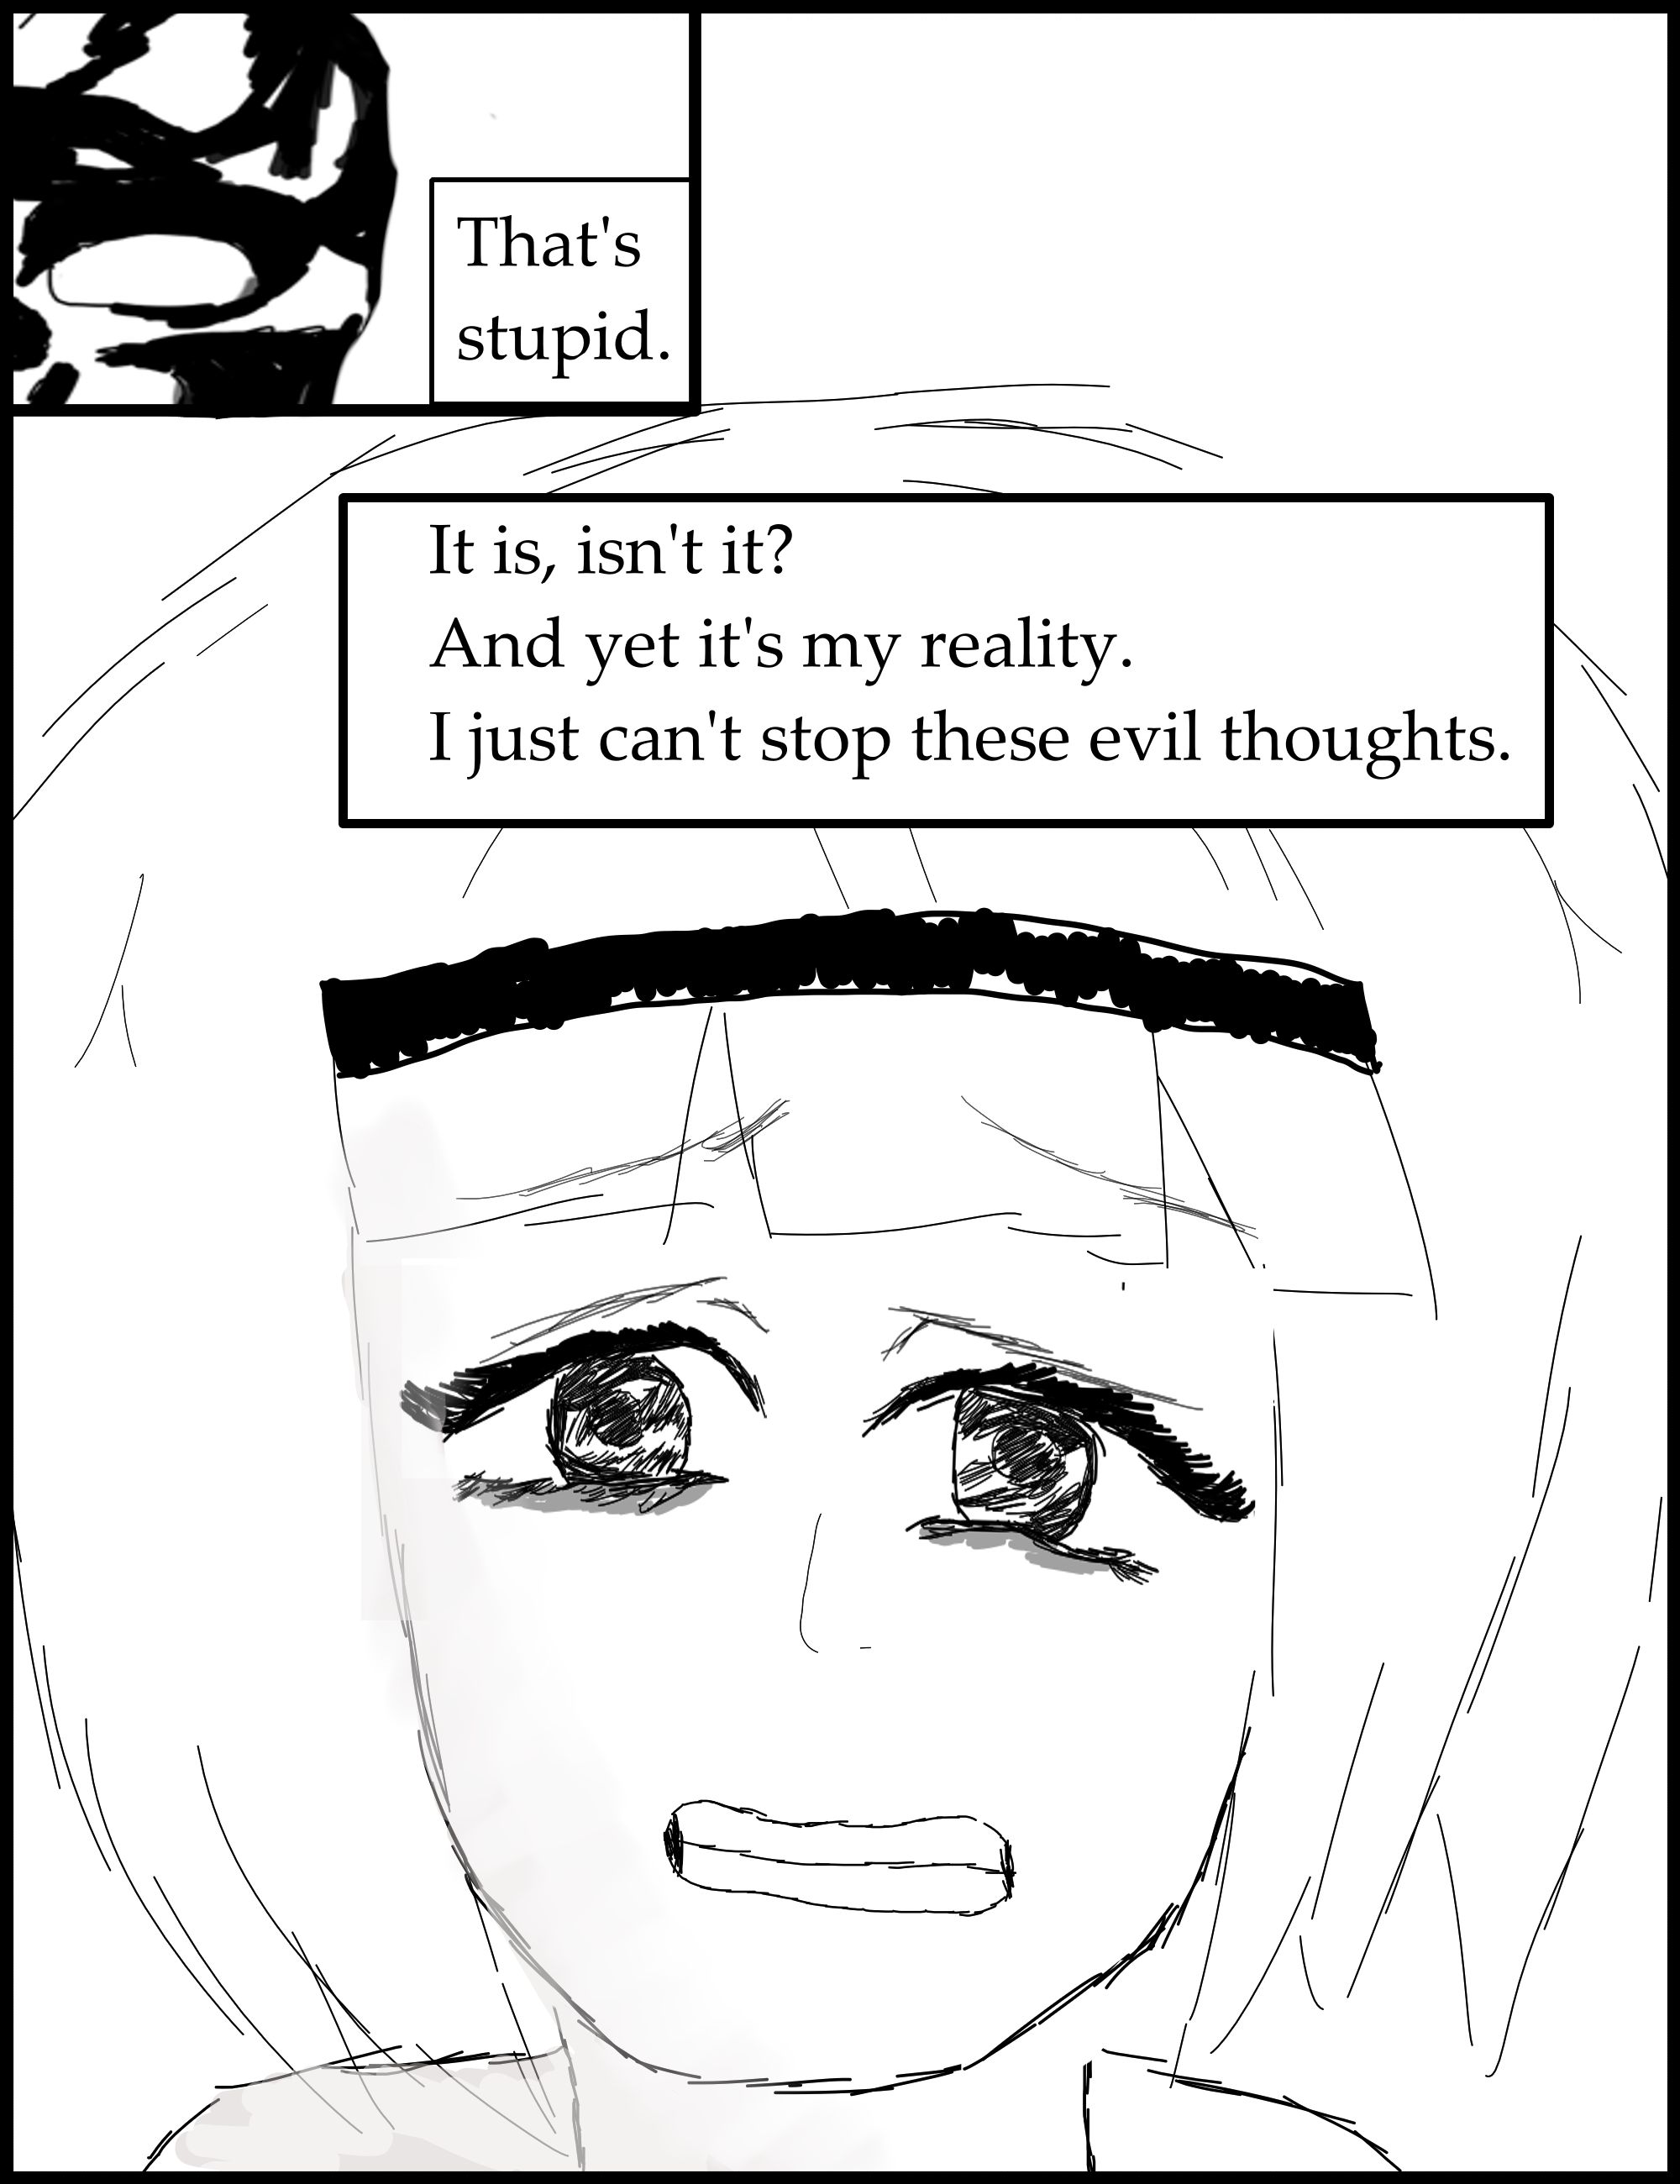 That's
stupid.
It is, isn't it?
And yet it's my reality.
I just can't stop these evil thoughts.